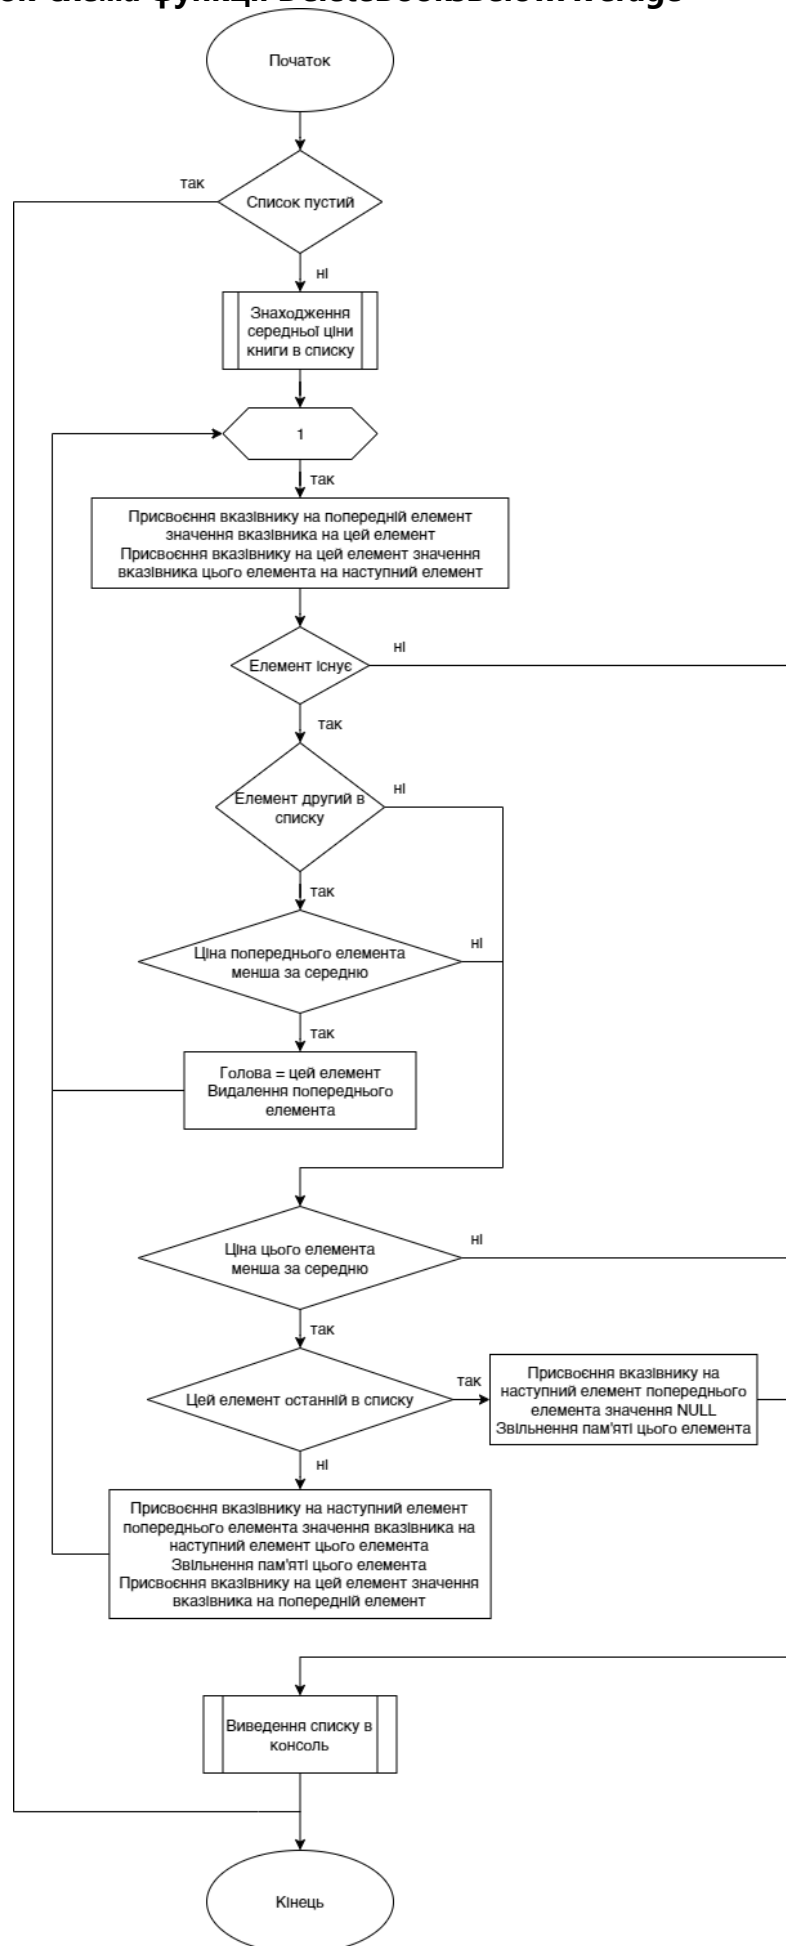 функції
Початок
так
Список пустий
ні
Знаходження
середньої ціни
книги в списку
1
так
Присвоєння вказівнику на попередній елемент
значення вказівника на цей елемент
Присвоєння вказівнику на цей елемент значення
вказівника цього елемента на наступний елемент
ні
Елемент існує
так
ні
Елемент другий в
списку
так
ні
Ціна попереднього елемента
менша за середню
так
Голова = цей елемент
Видалення попереднього
елемента
ні
Ціна цього елемента
менша за середню
так
так
Цей елемент останній в списку
Присвоєння вказівнику на
наступний елемент попереднього
елемента значення NULL
Звільнення пам'яті цього елемента
ні
Присвоєння вказівнику на наступний елемент
попереднього елемента значення вказівника на
наступний елемент цього елемента
Звільнення пам'яті цього елемента
Присвоєння вказівнику на цей елемент значення
вказівника на попередній елемент
Виведення списку в
консоль
Кінець